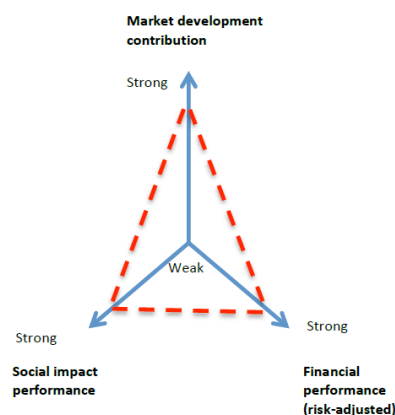 Market development
contribution
Strong
Weak
Strong
Strong
Social impact
performance
Financial
performance
(risk-adjusted)